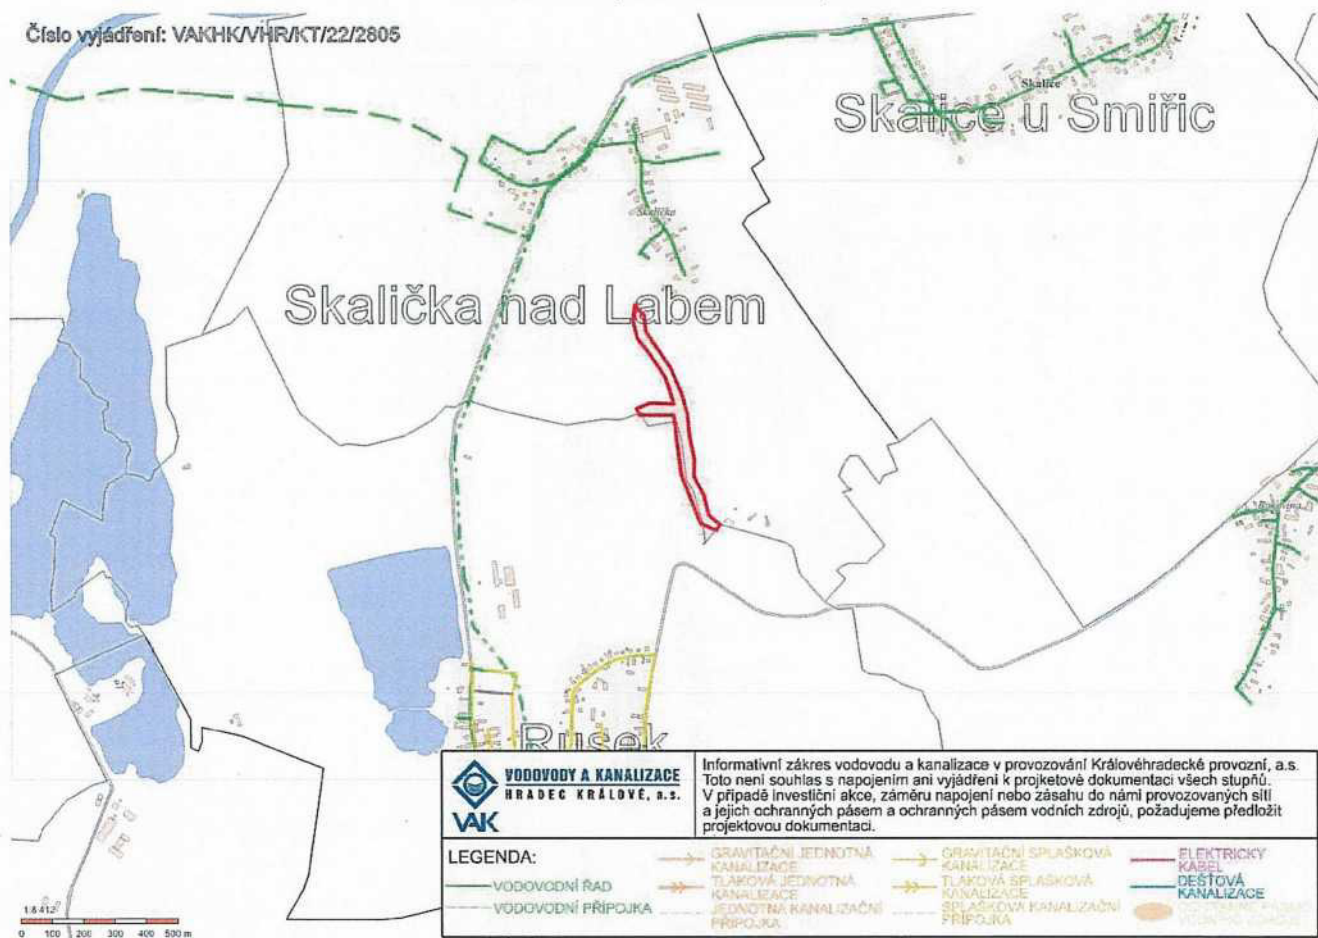 Číslo vyjádření: VAKHK/VHR/KT/22/2805
Skalice
Skalice u Smiřic
Skalička
Skalička nad Labem
Rusek
VODOVODY A KANALIZACE
HRADEC KRÁLOVÉ, a.s.
VAK
Informativní zákres vodovodu a kanalizace v provozování Královéhradecké provozní, a.s.
Toto není souhlas s napojením ani vyjádření k projketové dokumentaci všech stupňů.
V případě investiční akce, záměru napojení nebo zásahu do námi provozovaných sítí
a jejich ochranných pásem a ochranných pásem vodních zdrojů, požadujeme předložit
projektovou dokumentaci.
LEGENDA:
VODOVODNÍ ŘAD
VODOVODNÍ PŘÍPOJKA
GRAVITAČNÍ JEDNOTNÁ
KANALIZACE
TLAKOVÁ JEDNOTNÁ
KANALIZACE
JEDNOTNÁ KANALIZAČNÍ
PŘÍPOJKA
GRAVITAČNÍ SPLAŠKOVÁ
KANALIZACE
TLAKOVÁ SPLAŠKOVÁ
KANALIZACE
SPLAŠKOVÁ KANALIZAČNÍ
PŘÍPOJKA
ELEKTRICKÝ
KABEL
DEŠŤOVÁ
KANALIZACE
1:8 412
0 100 200 300 400 500 m